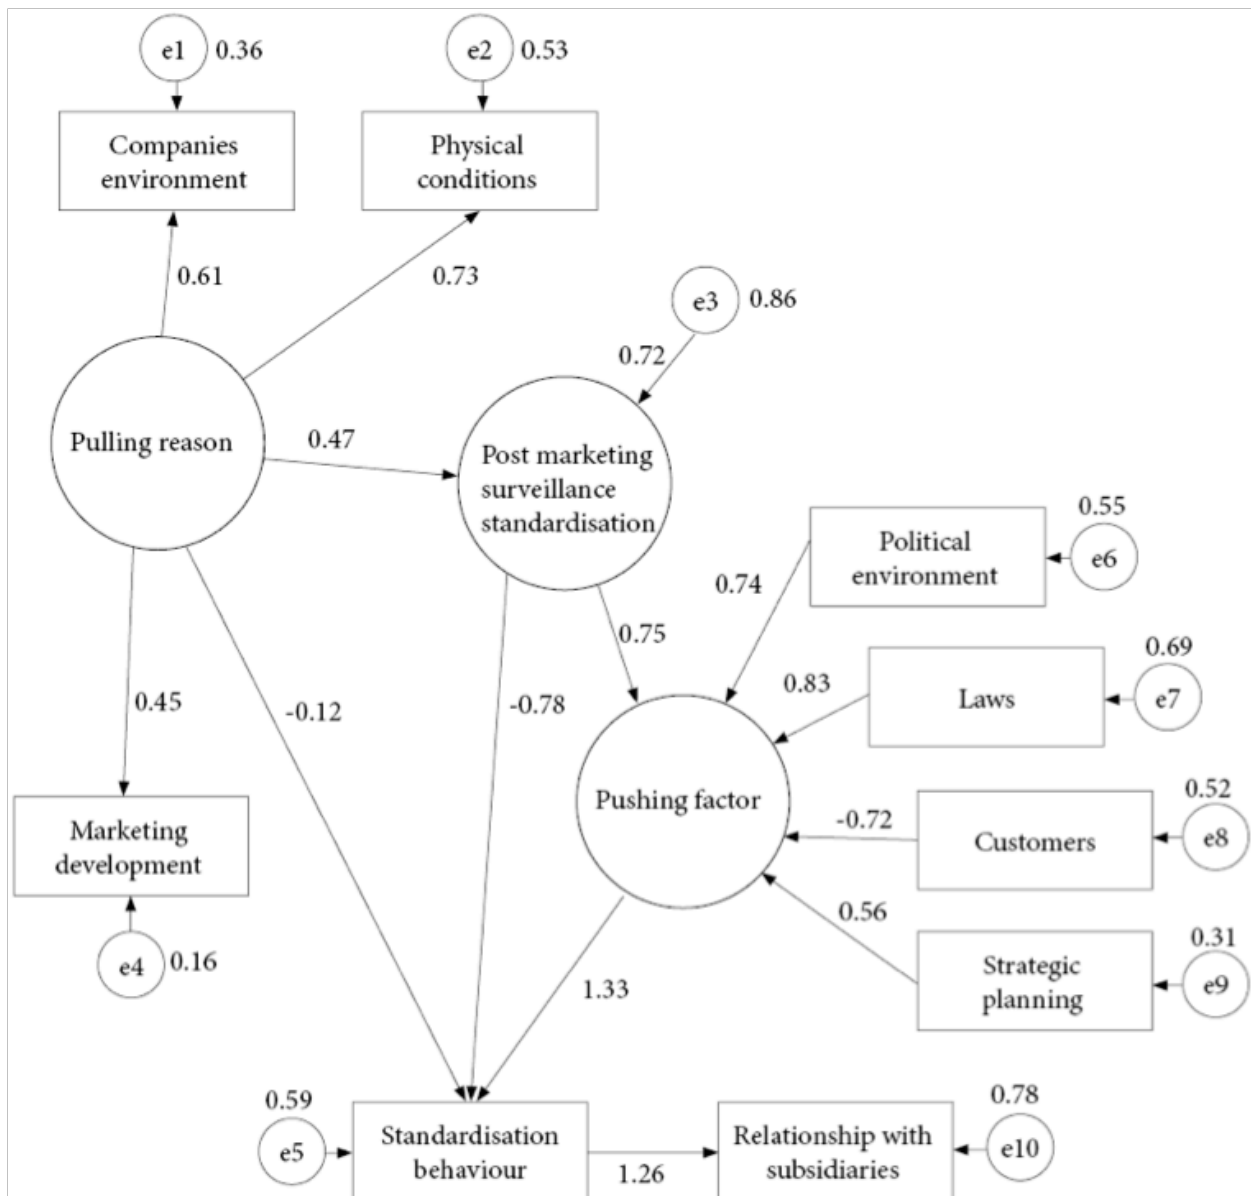 e1
0.36
e2
0.53
Companies
environment
Physical
conditions
0.61
0.73
e3
0.86
0.72
Pulling reason
0.47
Post marketing
surveillance
standardisation
0.55
Political
environment
e6
0.74
0.75
0.69
0.83
Laws
e7
0.45
-0.12
-0.78
Pushing factor
0.52
-0.72
Customers
e8
Marketing
development
0.56
0.31
Strategic
planning
e9
e4
0.16
1.33
0.59
e5
Standardisation
behaviour
1.26
Relationship with
subsidiaries
0.78
e10